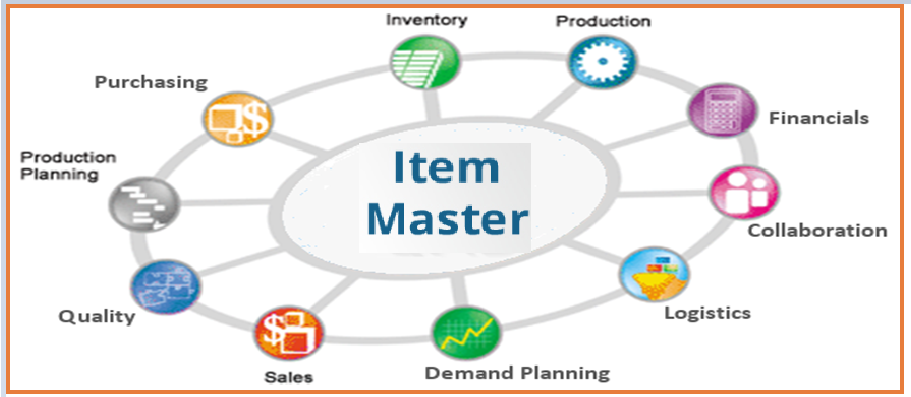 Inventory
Production
Purchasing
Financials
Production
Planning
Item
Master
Collaboration
Quality
Logistics
Sales
Demand Planning